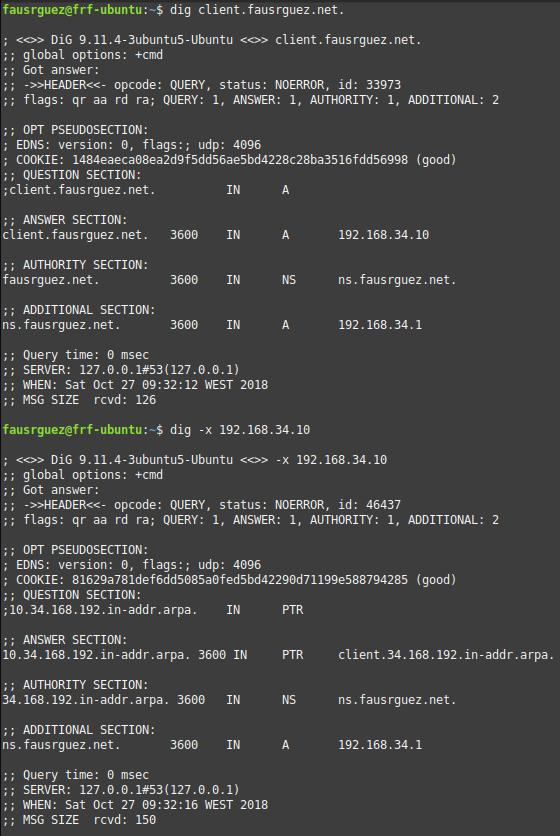 fausrguez@frf-ubuntu:~$ dig client.fausrguez.net.
; <<>> DiG 9.11.4-3ubuntu5-Ubuntu <<>> client.fausrguez.net.
;; global options: +cmd
;; Got answer:
;; ->>HEADER<<- opcode: QUERY, status: NOERROR, id: 33973
;; flags: qr aa rd ra; QUERY: 1, ANSWER: 1, AUTHORITY: 1, ADDITIONAL: 2
;; OPT PSEUDOSECTION:
; EDNS: version: 0, flags:; udp: 4096
; COOKIE: 1484eaeca08ea2d9f5dd56ae5bd4228c28ba3516fdd56998 (good)
;; QUESTION SECTION:
;client.fausrguez.net. IN A
;; ANSWER SECTION:
client.fausrguez.net. 3600 IN A 192.168.34.10
;; AUTHORITY SECTION:
fausrguez.net. 3600 IN NS ns.fausrguez.net.
;; ADDITIONAL SECTION:
ns.fausrguez.net. 3600 IN A 192.168.34.1
;; Query time: 0 msec
;; SERVER: 127.0.0.1#53(127.0.0.1)
;; WHEN: Sat Oct 27 09:32:12 WEST 2018
;; MSG SIZE rcvd: 126
fausrguez@frf-ubuntu:~$ dig -x 192.168.34.10
; <<>> DiG 9.11.4-3ubuntu5-Ubuntu <<>> -x 192.168.34.10
;; global options: +cmd
;; Got answer:
;; ->>HEADER<<- opcode: QUERY, status: NOERROR, id: 46437
;; flags: qr aa rd ra; QUERY: 1, ANSWER: 1, AUTHORITY: 1, ADDITIONAL: 2
;; OPT PSEUDOSECTION:
; EDNS: version: 0, flags:; udp: 4096
; COOKIE: 81629a781def6dd5085a0fed5bd42290d71199e588794285 (good)
;; QUESTION SECTION:
;10.34.168.192.in-addr.arpa. IN PTR
;; ANSWER SECTION:
10.34.168.192.in-addr.arpa. 3600 IN PTR client.34.168.192.in-addr.arpa.
;; AUTHORITY SECTION:
34.168.192.in-addr.arpa. 3600 IN NS ns.fausrguez.net.
;; ADDITIONAL SECTION:
ns.fausrguez.net. 3600 IN A 192.168.34.1
;; Query time: 0 msec
;; SERVER: 127.0.0.1#53(127.0.0.1)
;; WHEN: Sat Oct 27 09:32:16 WEST 2018
;; MSG SIZE rcvd: 150